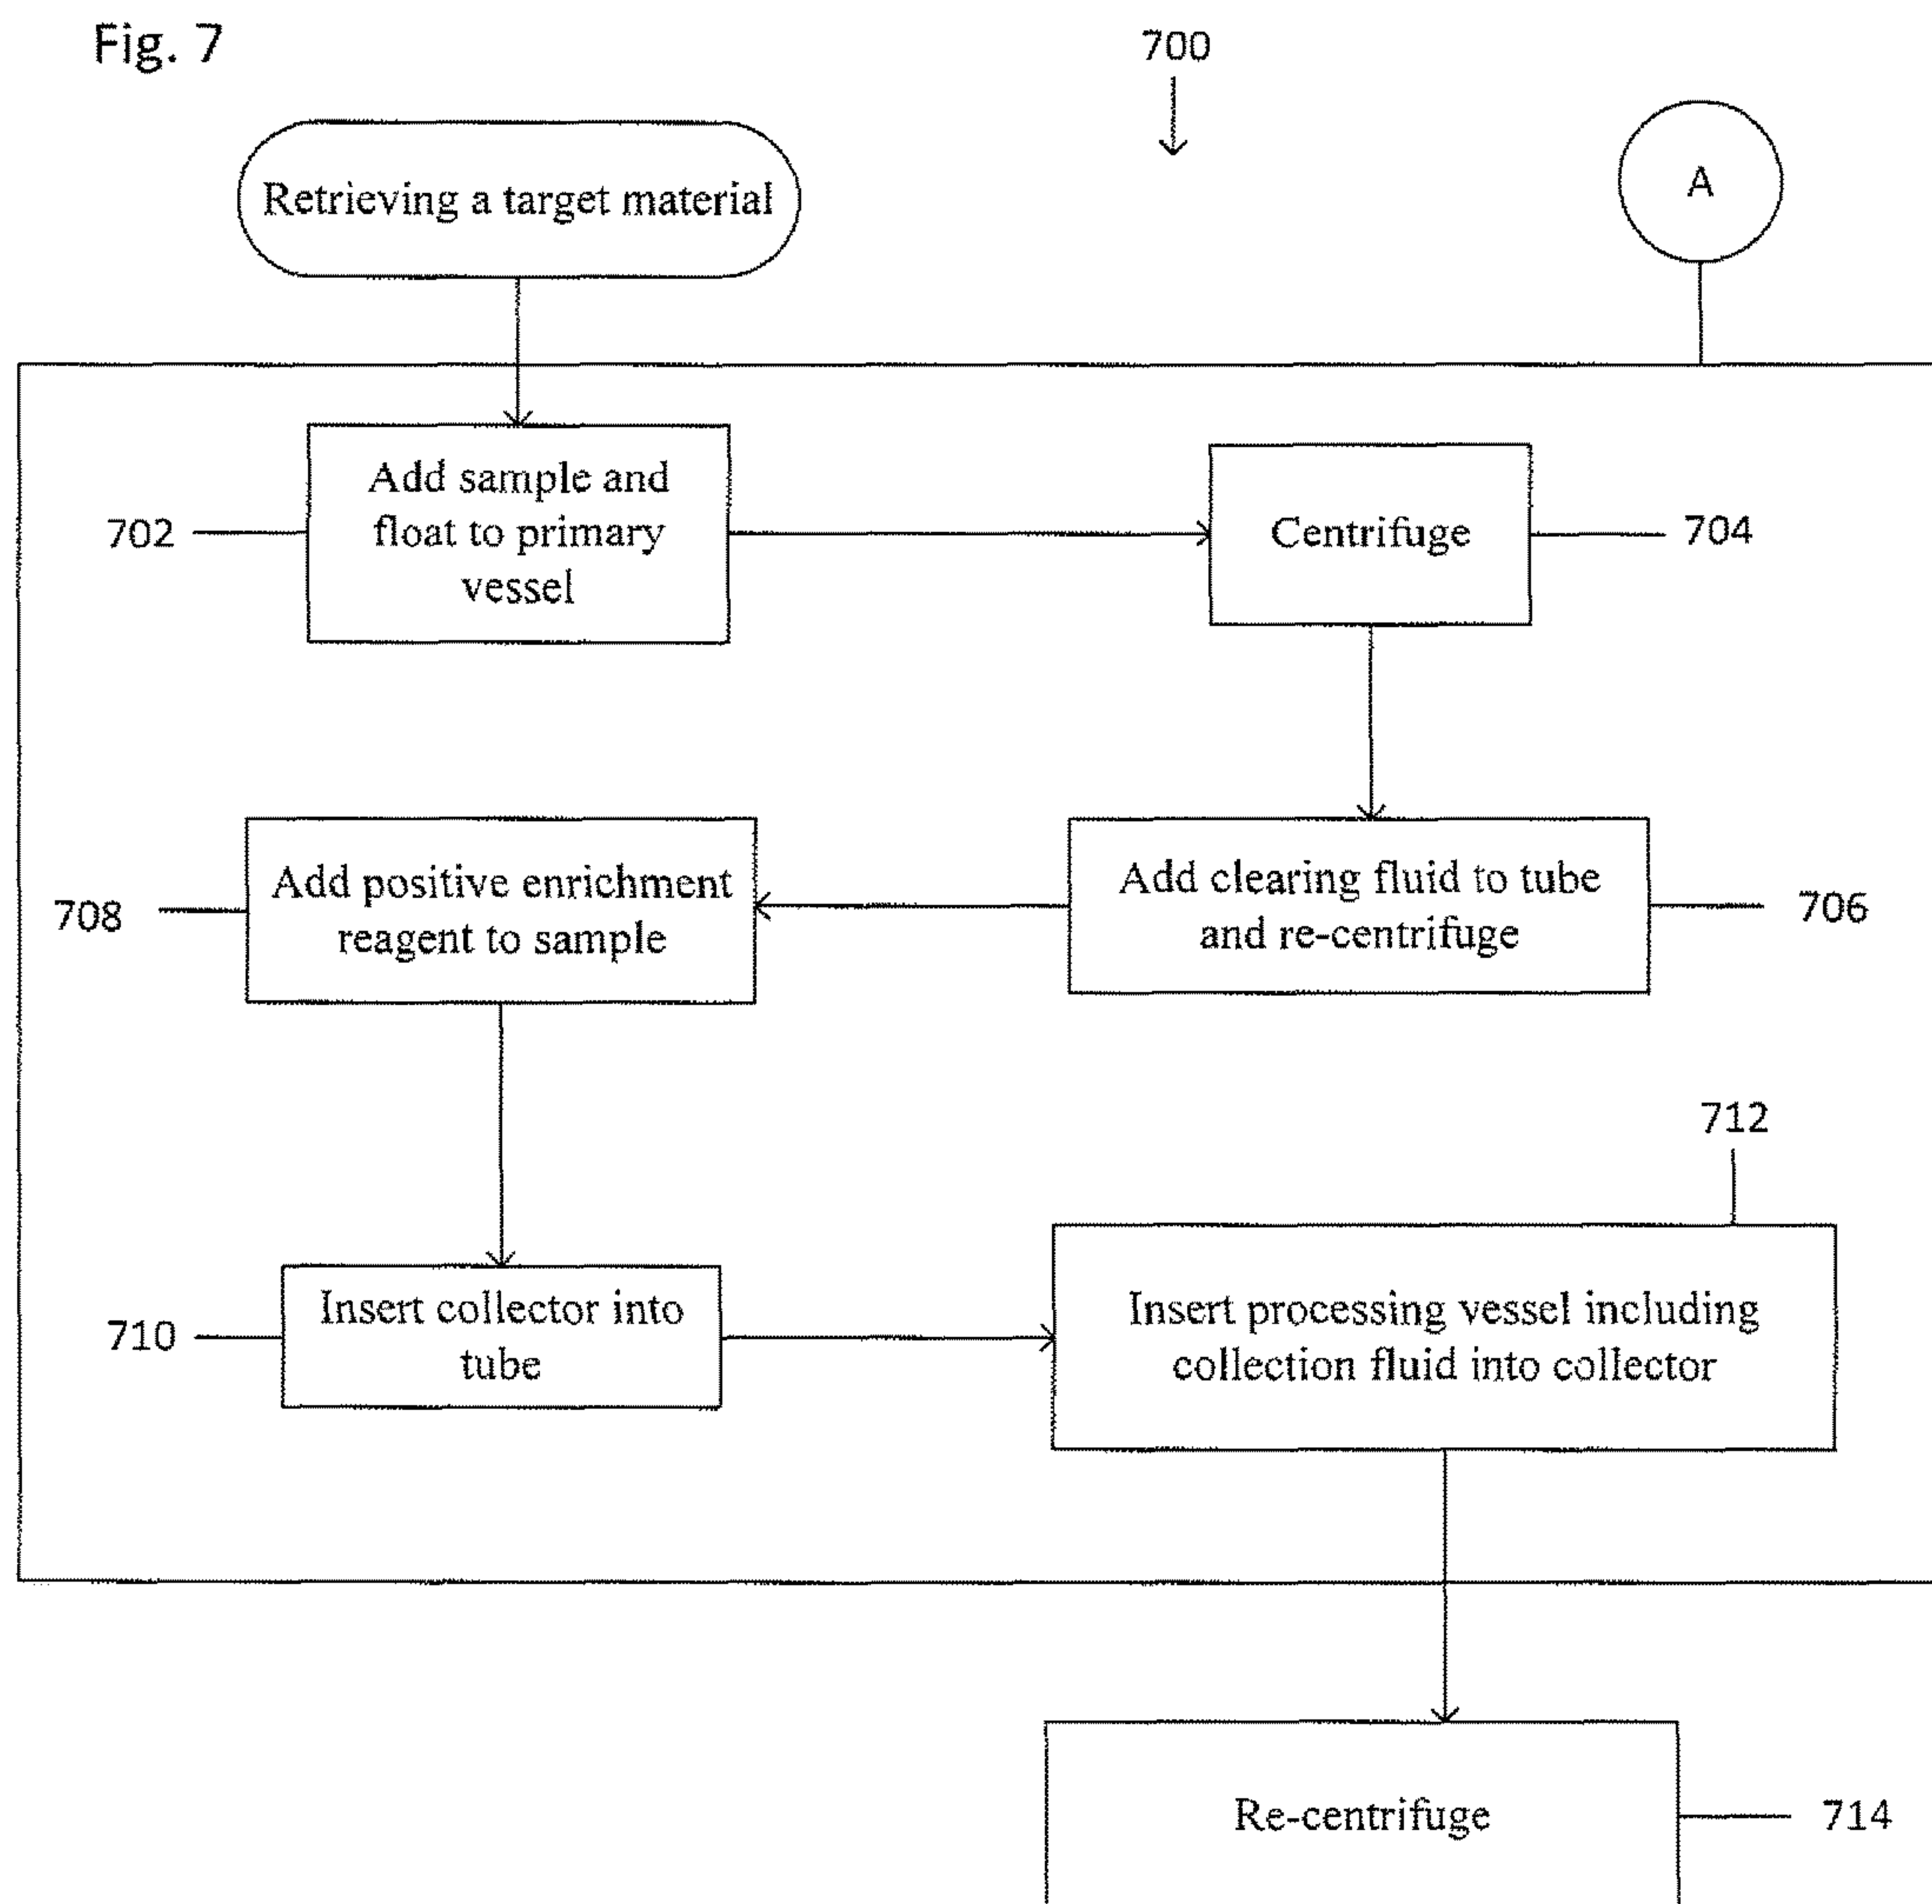 Fig. 7
700
Retrieving a target material
A
702
Add sample and
float to primary
vessel
Centrifuge
704
708
Add positive enrichment
reagent to sample
Add clearing fluid to tube
and re-centrifuge
706
710
Insert collector into
tube
712
Insert processing vessel including
collection fluid into collector
Re-centrifuge
714